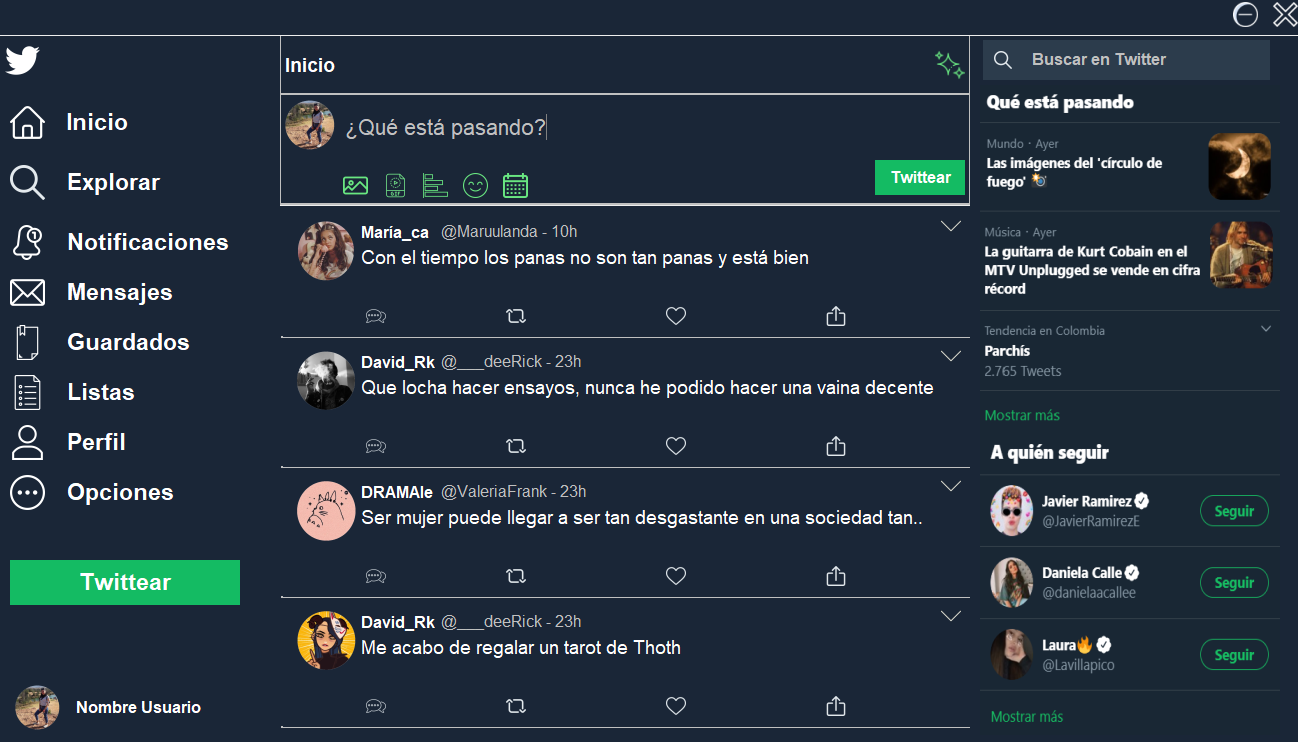 Inicio
Explorar
1
Notificaciones
Mensajes
Guardados
Listas
Perfil
Opciones
Twittear
Nombre Usuario
Inicio
¿Qué está pasando?
GIF
Twittear
María_ca @Maruulanda - 10h
Con el tiempo los panas no son tan panas y está bien
David_Rk @___deeRick - 23h
Que locha hacer ensayos, nunca he podido hacer una vaina decente
DRAMAle @ValeriaFrank - 23h
Ser mujer puede llegar a ser tan desgastante en una sociedad tan..
David_Rk @___deeRick - 23h
Me acabo de regalar un tarot de Thoth
Buscar en Twitter
Qué está pasando
Mundo · Ayer
Las imágenes del 'círculo de
fuego' 📸
Música · Ayer
La guitarra de Kurt Cobain en el
MTV Unplugged se vende en cifra
récord
Tendencia en Colombia
Parchís
2.765 Tweets
Mostrar más
A quién seguir
Javier Ramirez
@JavierRamirezE
Seguir
Daniela Calle
@danielaacallee
Seguir
Laura🔥
@Lavillapico
Seguir
Mostrar más